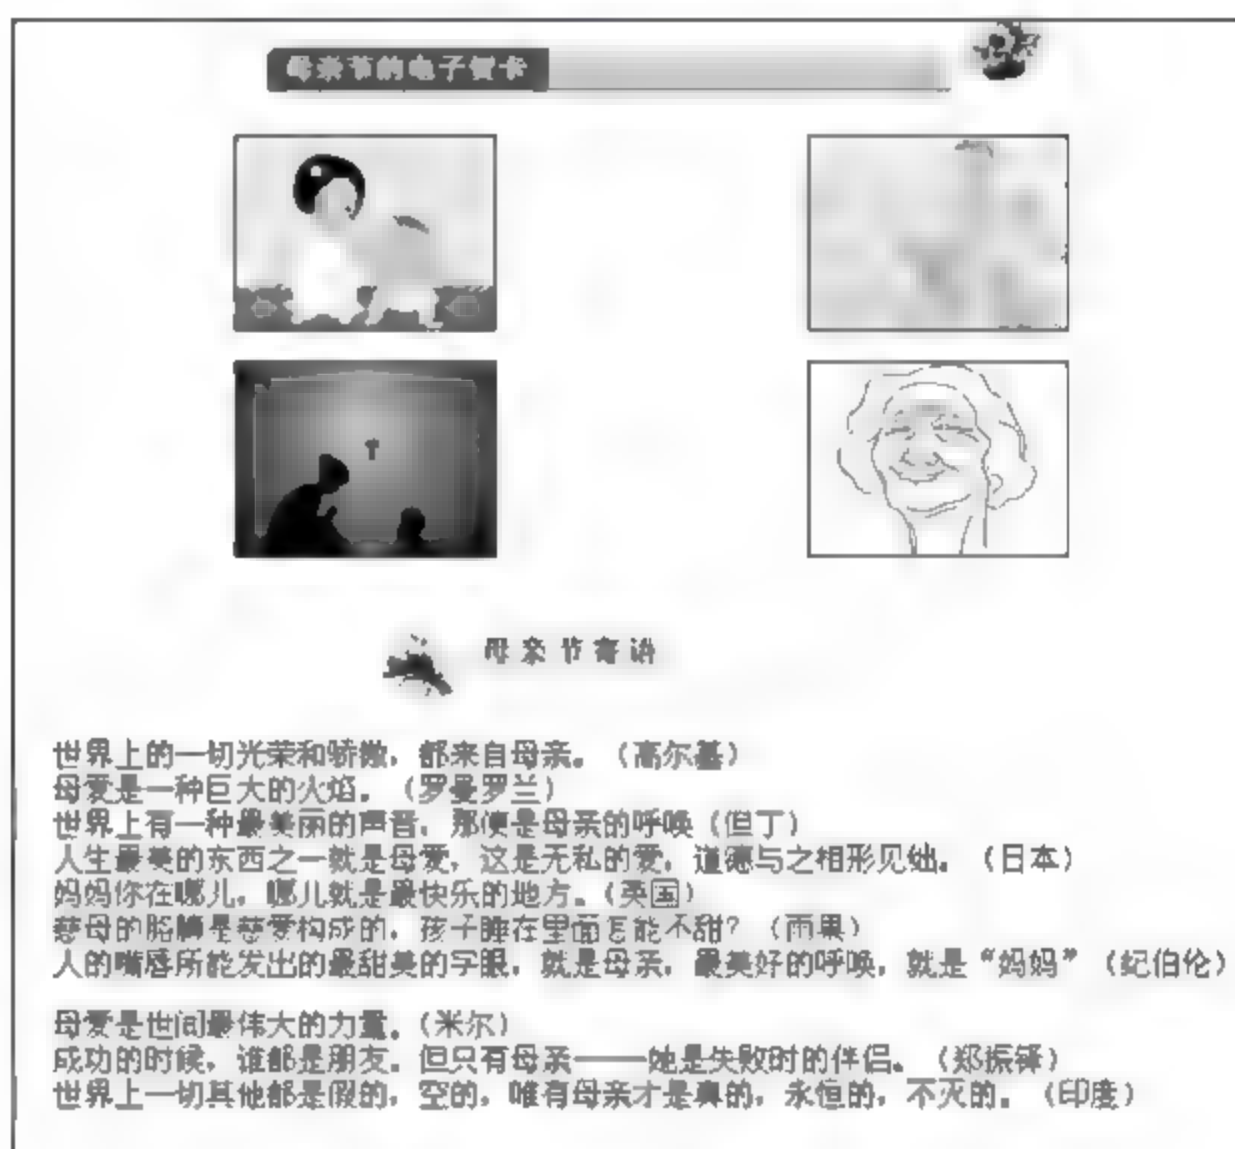 母亲节的电子贺卡
母亲节寄语
世界上的一切光荣和骄傲，都来自母亲。（高尔基）
母爱是一种巨大的火焰。（罗曼罗兰）
世界上有一种最美丽的声音，那便是母亲的呼唤（但丁）
人生最美的东西之一就是母爱，这是无私的爱，道德与之相形见绌。（日本）
妈妈你在哪儿，哪儿就是最快乐的地方。（英国）
慈母的胳膊是慈爱构成的，孩子睡在里面怎能不甜？（雨果）
人的嘴唇所能发出的最甜美的字眼，就是母亲，最美好的呼唤，就是“妈妈”（纪伯伦）
母爱是世间最伟大的力量。（米尔）
成功的时候，谁都是朋友。但只有母亲——她是失败时的伴侣。（郑振铎）
世界上一切其他都是假的，空的，唯有母亲才是真的，永恒的，不灭的。（印度）